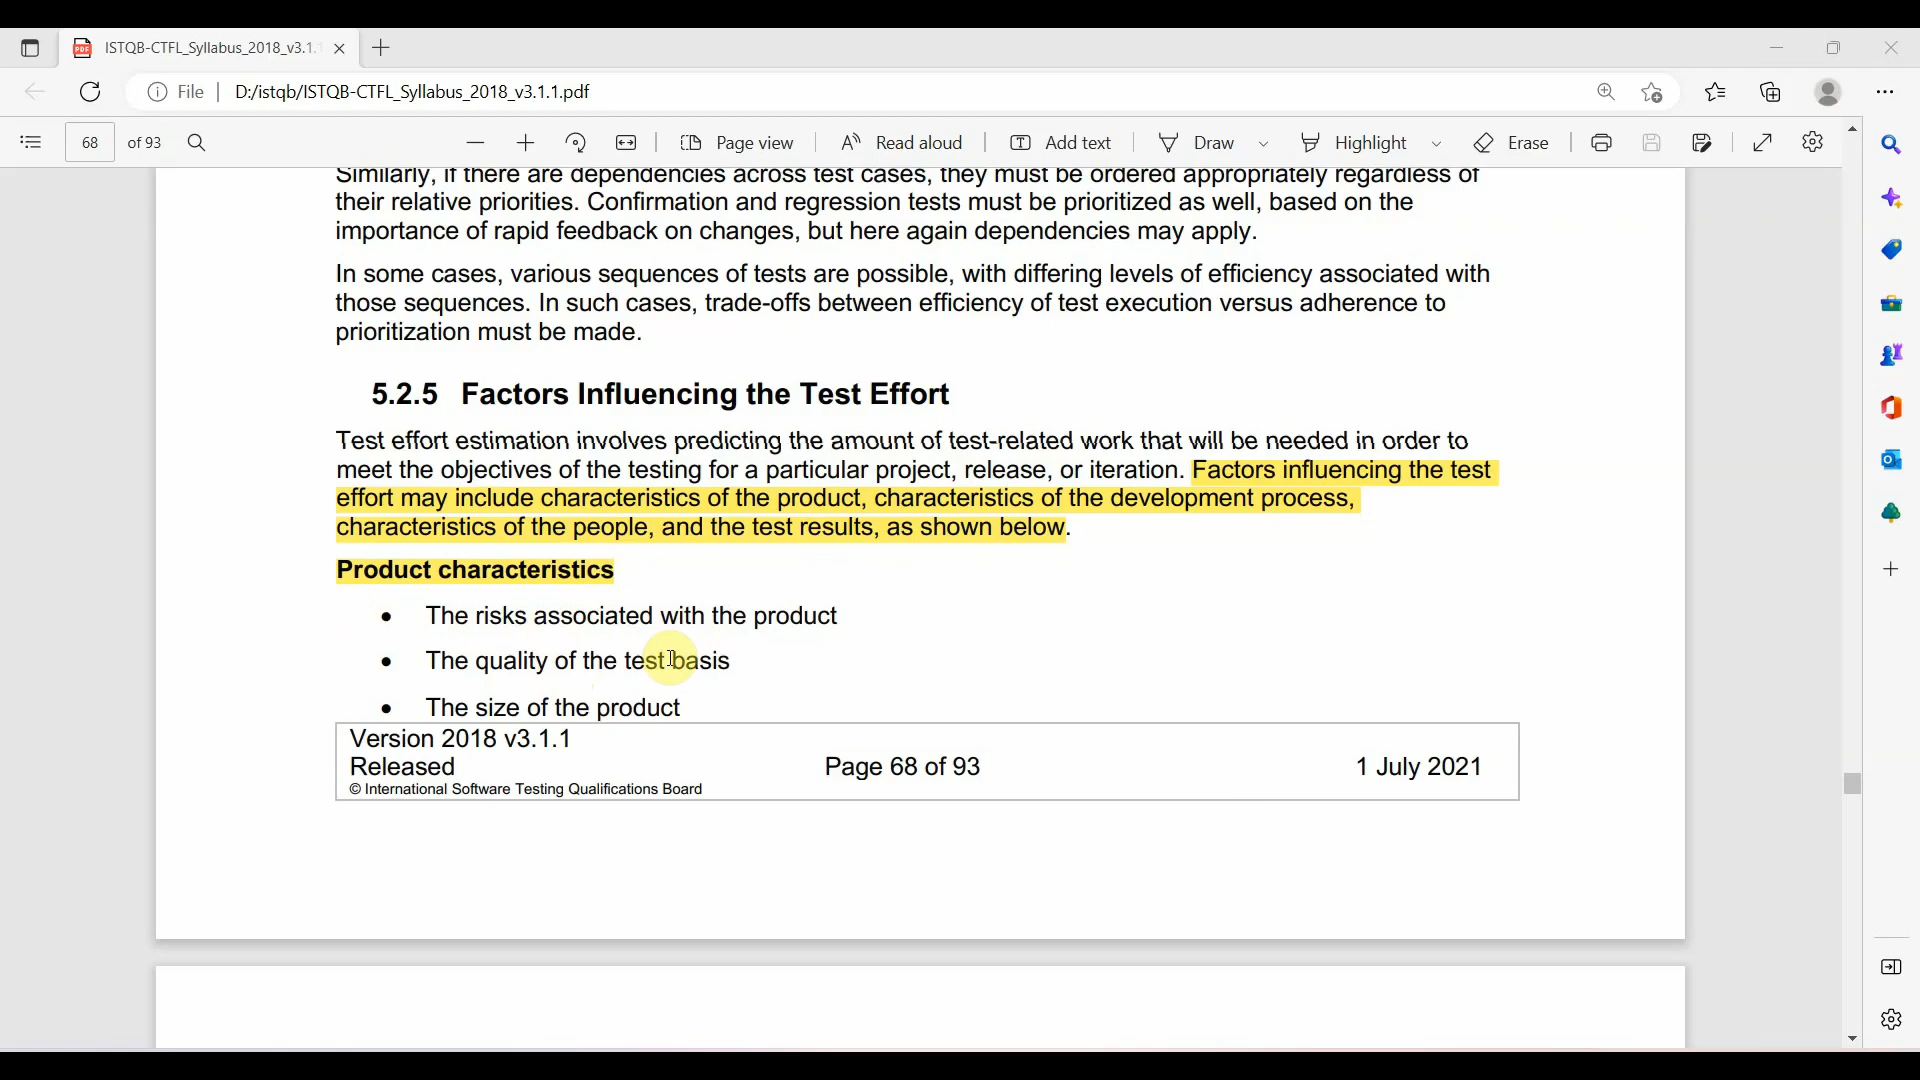 ISTQB-CTFL_Syllabus_2018_v3.1.1
File
D:/istqb/ISTQB-CTFL_Syllabus_2018_v3.1.1.pdf
68 of 93
Page view
Read aloud
Add text
Draw
Highlight
Erase
Similarly, if there are dependencies across test cases, they must be ordered appropriately regardless of
their relative priorities. Confirmation and regression tests must be prioritized as well, based on the
importance of rapid feedback on changes, but here again dependencies may apply.
In some cases, various sequences of tests are possible, with differing levels of efficiency associated with
those sequences. In such cases, trade-offs between efficiency of test execution versus adherence to
prioritization must be made.
5.2.5 Factors Influencing the Test Effort
Test effort estimation involves predicting the amount of test-related work that will be needed in order to
meet the objectives of the testing for a particular project, release, or iteration. Factors influencing the test
effort may include characteristics of the product, characteristics of the development process,
characteristics of the people, and the test results, as shown below.
Product characteristics
• The risks associated with the product
• The quality of the test basis
• The size of the product
Version 2018 v3.1.1
Released
Page 68 of 93
1 July 2021
© International Software Testing Qualifications Board